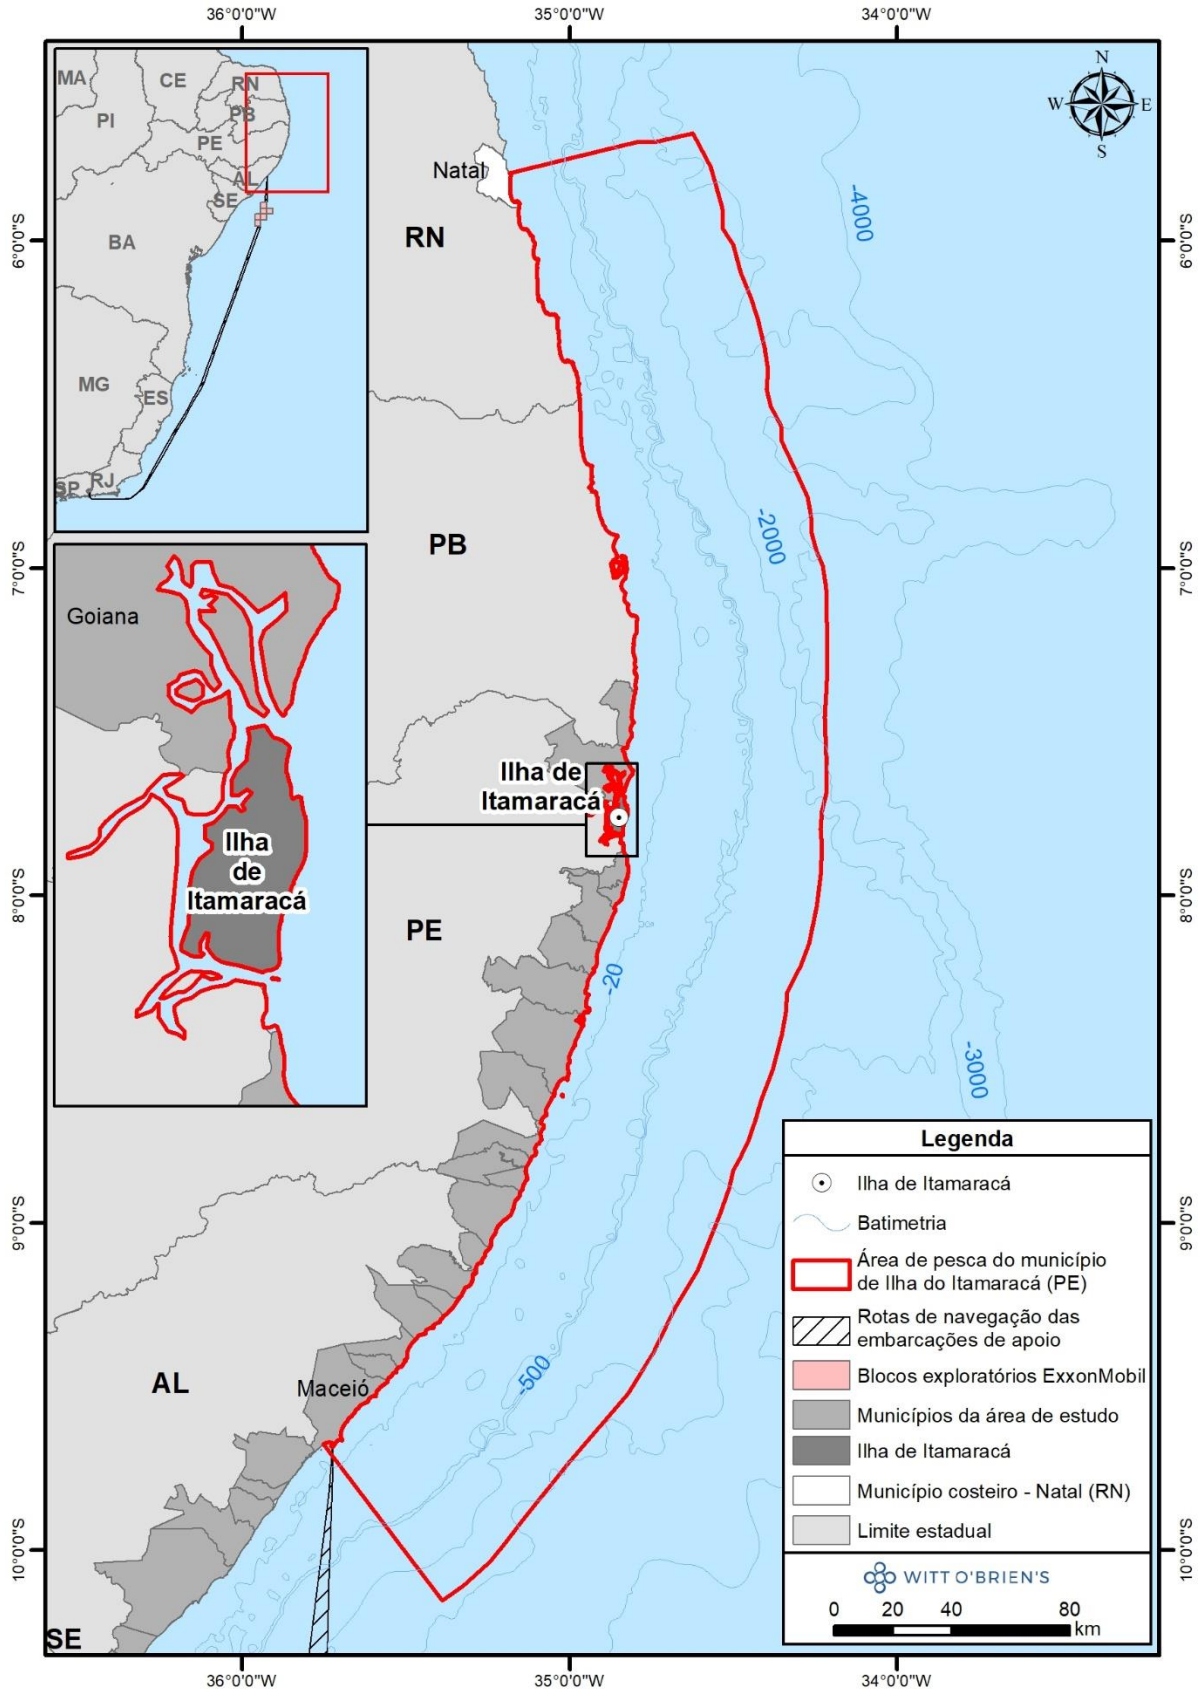 36°0'0"W
35°0'0"W
34°0'0"W
MA
CE
RN
PB
PI
PE
AL
SE
BA
MG
ES
RJ
SP
N
W
E
S
Natal
RN
-4000
6°0'0"S
6°0'0"S
PB
-2000
7°0'0"S
7°0'0"S
Goiana
Ilha
de
Itamaracá
Ilha de
Itamaracá
8°0'0"S
8°0'0"S
PE
-20
-3000
9°0'0"S
9°0'0"S
AL
Maceió
-500
10°0'0"S
10°0'0"S
SE
Legenda
Ilha de Itamaracá
Batimetria
Área de pesca do município
de Ilha do Itamaracá (PE)
Rotas de navegação das
embarcações de apoio
Blocos exploratórios ExxonMobil
Municípios da área de estudo
Ilha de Itamaracá
Município costeiro - Natal (RN)
Limite estadual
WITT O'BRIEN'S
0 20 40 80
km
36°0'0"W
35°0'0"W
34°0'0"W